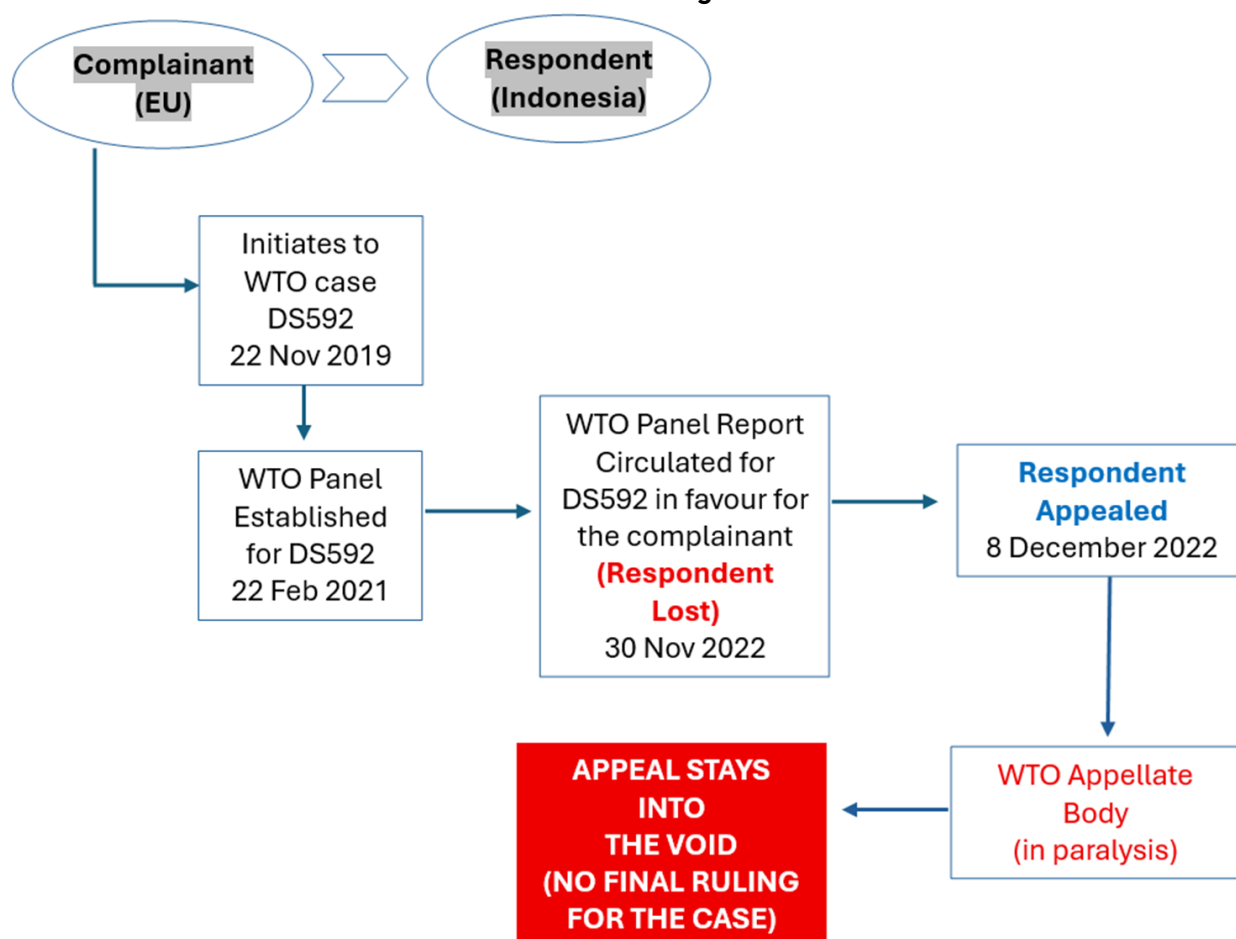 Complainant
(EU)
Respondent
(Indonesia)
Initiates to
WTO case
DS592
22 Nov 2019
WTO Panel
Established
for DS592
22 Feb 2021
WTO Panel Report
Circulated for
DS592 in favour for
the complainant
(Respondent
Lost)
30 Nov 2022
Respondent
Appealed
8 December 2022
WTO Appellate
Body
(in paralysis)
APPEAL STAYS
INTO
THE VOID
(NO FINAL RULING
FOR THE CASE)